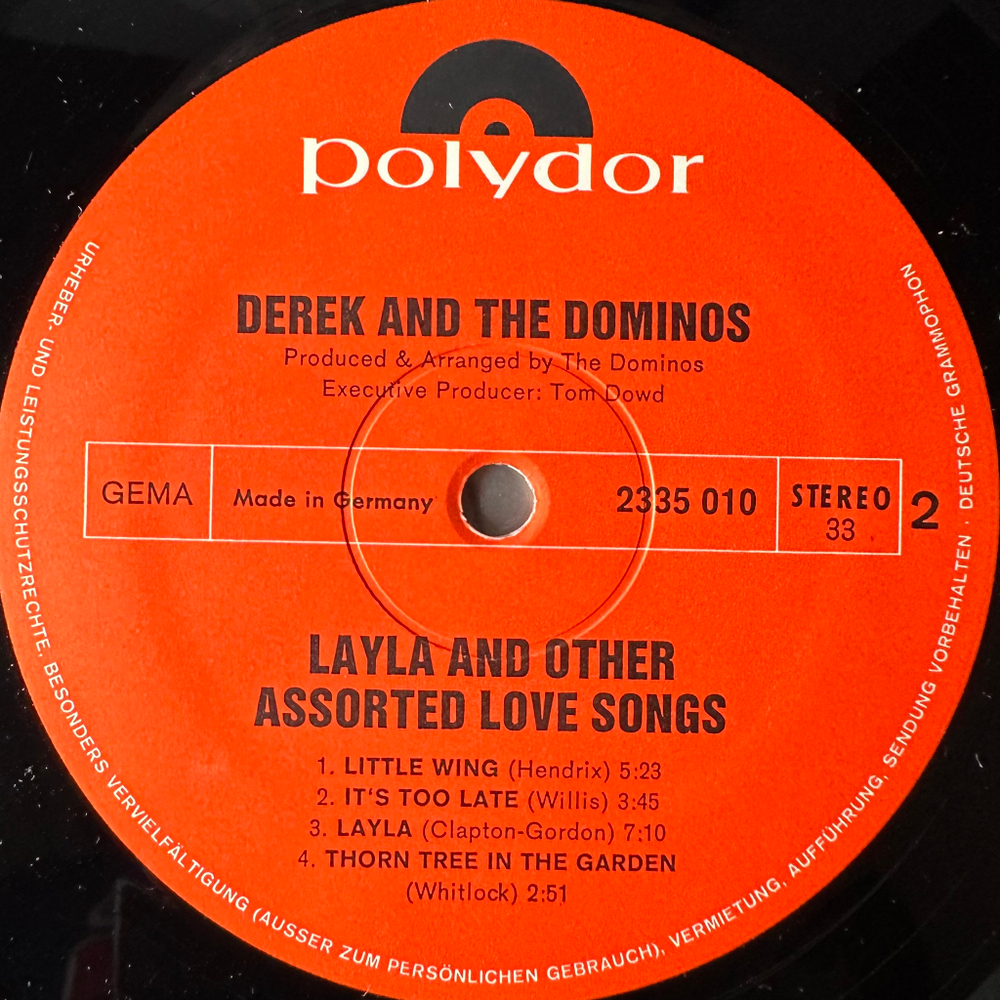 polydor
DEREK AND THE DOMINOS
Produced & Arranged by The Dominos
Executive Producer: Tom Dowd
GEMA
Made in Germany
2335 010
STEREO
33
2
LAYLA AND OTHER
ASSORTED LOVE SONGS
1. LITTLE WING (Hendrix) 5:23
2. IT'S TOO LATE (Willis) 3:45
3. LAYLA (Clapton-Gordon) 7:10
4. THORN TREE IN THE GARDEN
(Whitlock) 2:51
URHEBER- UND LEISTUNGSSCHUTZRECHTE, BESONDERS VERVIELFÄLTIGUNG (AUSSER ZUM PERSÖNLICHEN GEBRAUCH), VERMIETUNG, AUFFÜHRUNG, SENDUNG VORBEHALTEN · DEUTSCHE GRAMMOPHON